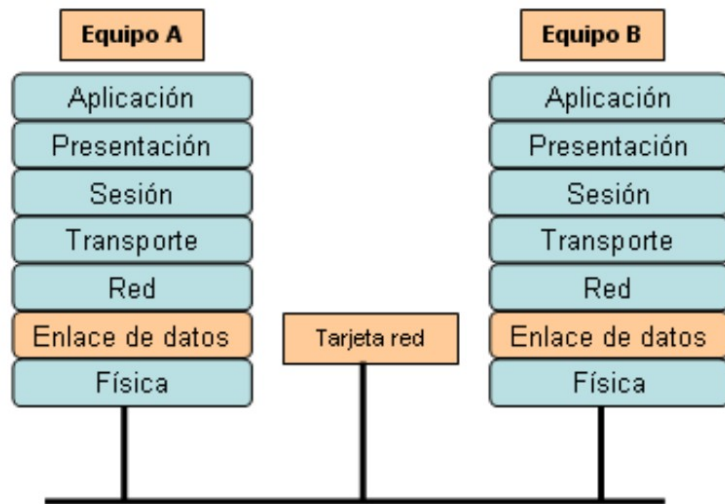 Equipo A
Aplicación
Presentación
Sesión
Transporte
Red
Enlace de datos
Física
Tarjeta red
Equipo B
Aplicación
Presentación
Sesión
Transporte
Red
Enlace de datos
Física